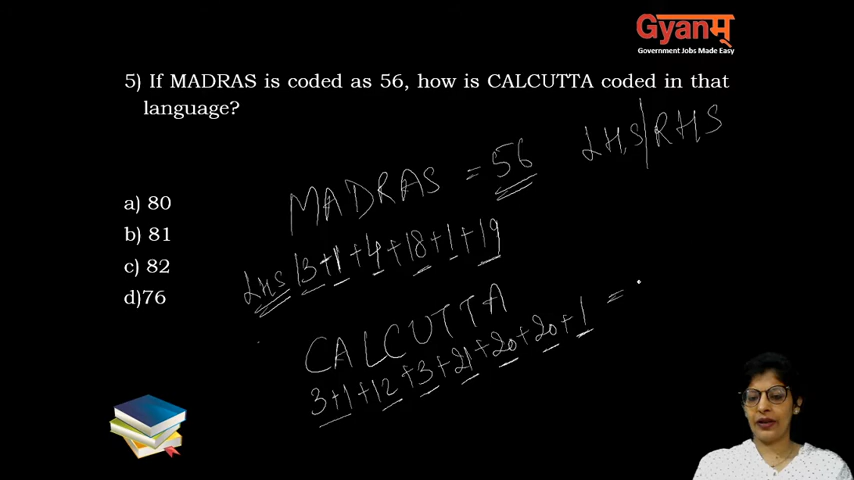 Gyanम्
Government Jobs Made Easy
5) If MADRAS is coded as 56, how is CALCUTTA coded in that
language?
LHS|RHS
MADRAS = 56
a) 80
b) 81
c) 82
d)76
LHS 13+1+4+18+1+19
CALCUTTA =
3+1+12+3+21+20+20+1